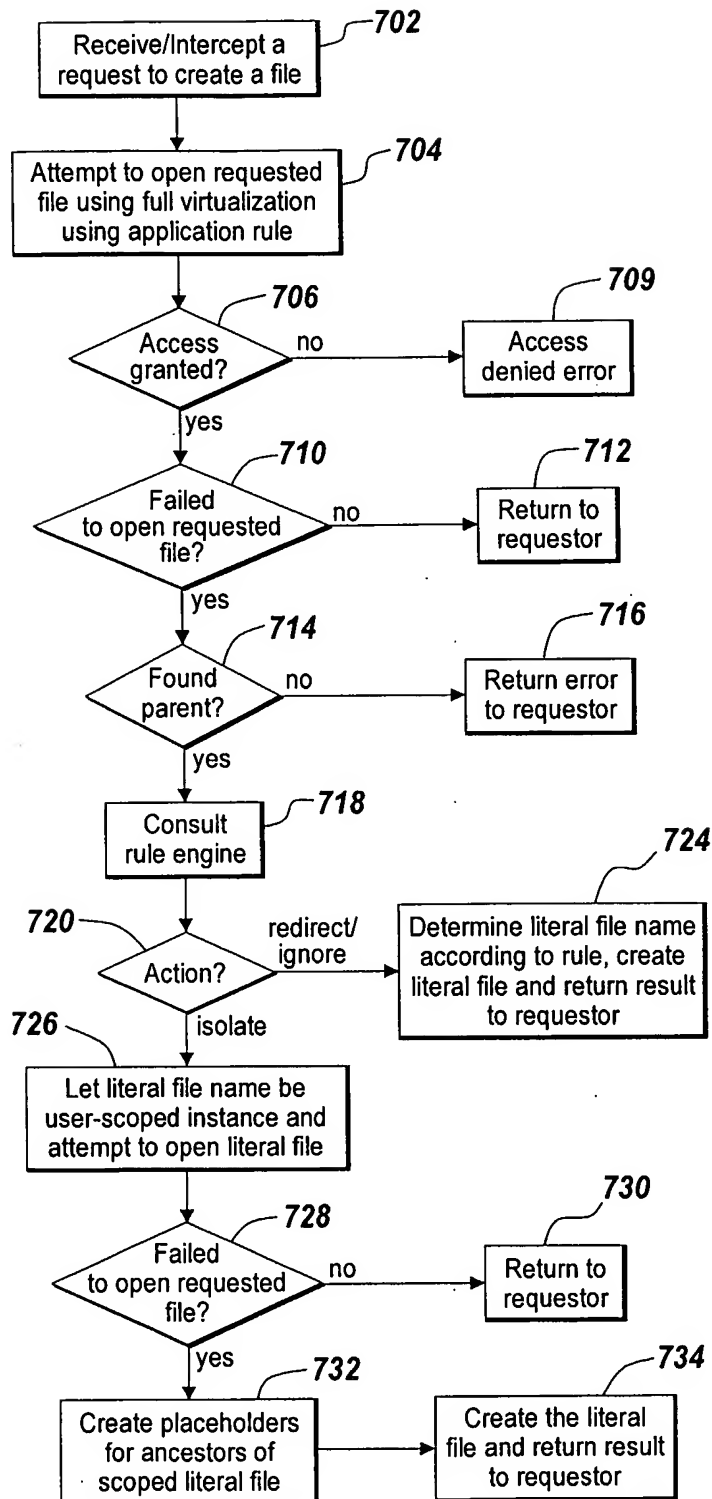 702
Receive/Intercept a
request to create a file
704
Attempt to open requested
file using full virtualization
using application rule
706
709
Access
granted?
no
Access
denied error
yes
710
712
Failed
to open requested
file?
no
Return to
requestor
yes
714
716
Found
parent?
no
Return error
to requestor
yes
718
Consult
rule engine
724
720
redirect/
ignore
Action?
Determine literal file name
according to rule, create
literal file and return result
to requestor
726
isolate
Let literal file name be
user-scoped instance and
attempt to open literal file
728
730
Failed
to open requested
file?
no
Return to
requestor
yes
732
734
Create placeholders
for ancestors of
scoped literal file
Create the literal
file and return result
to requestor